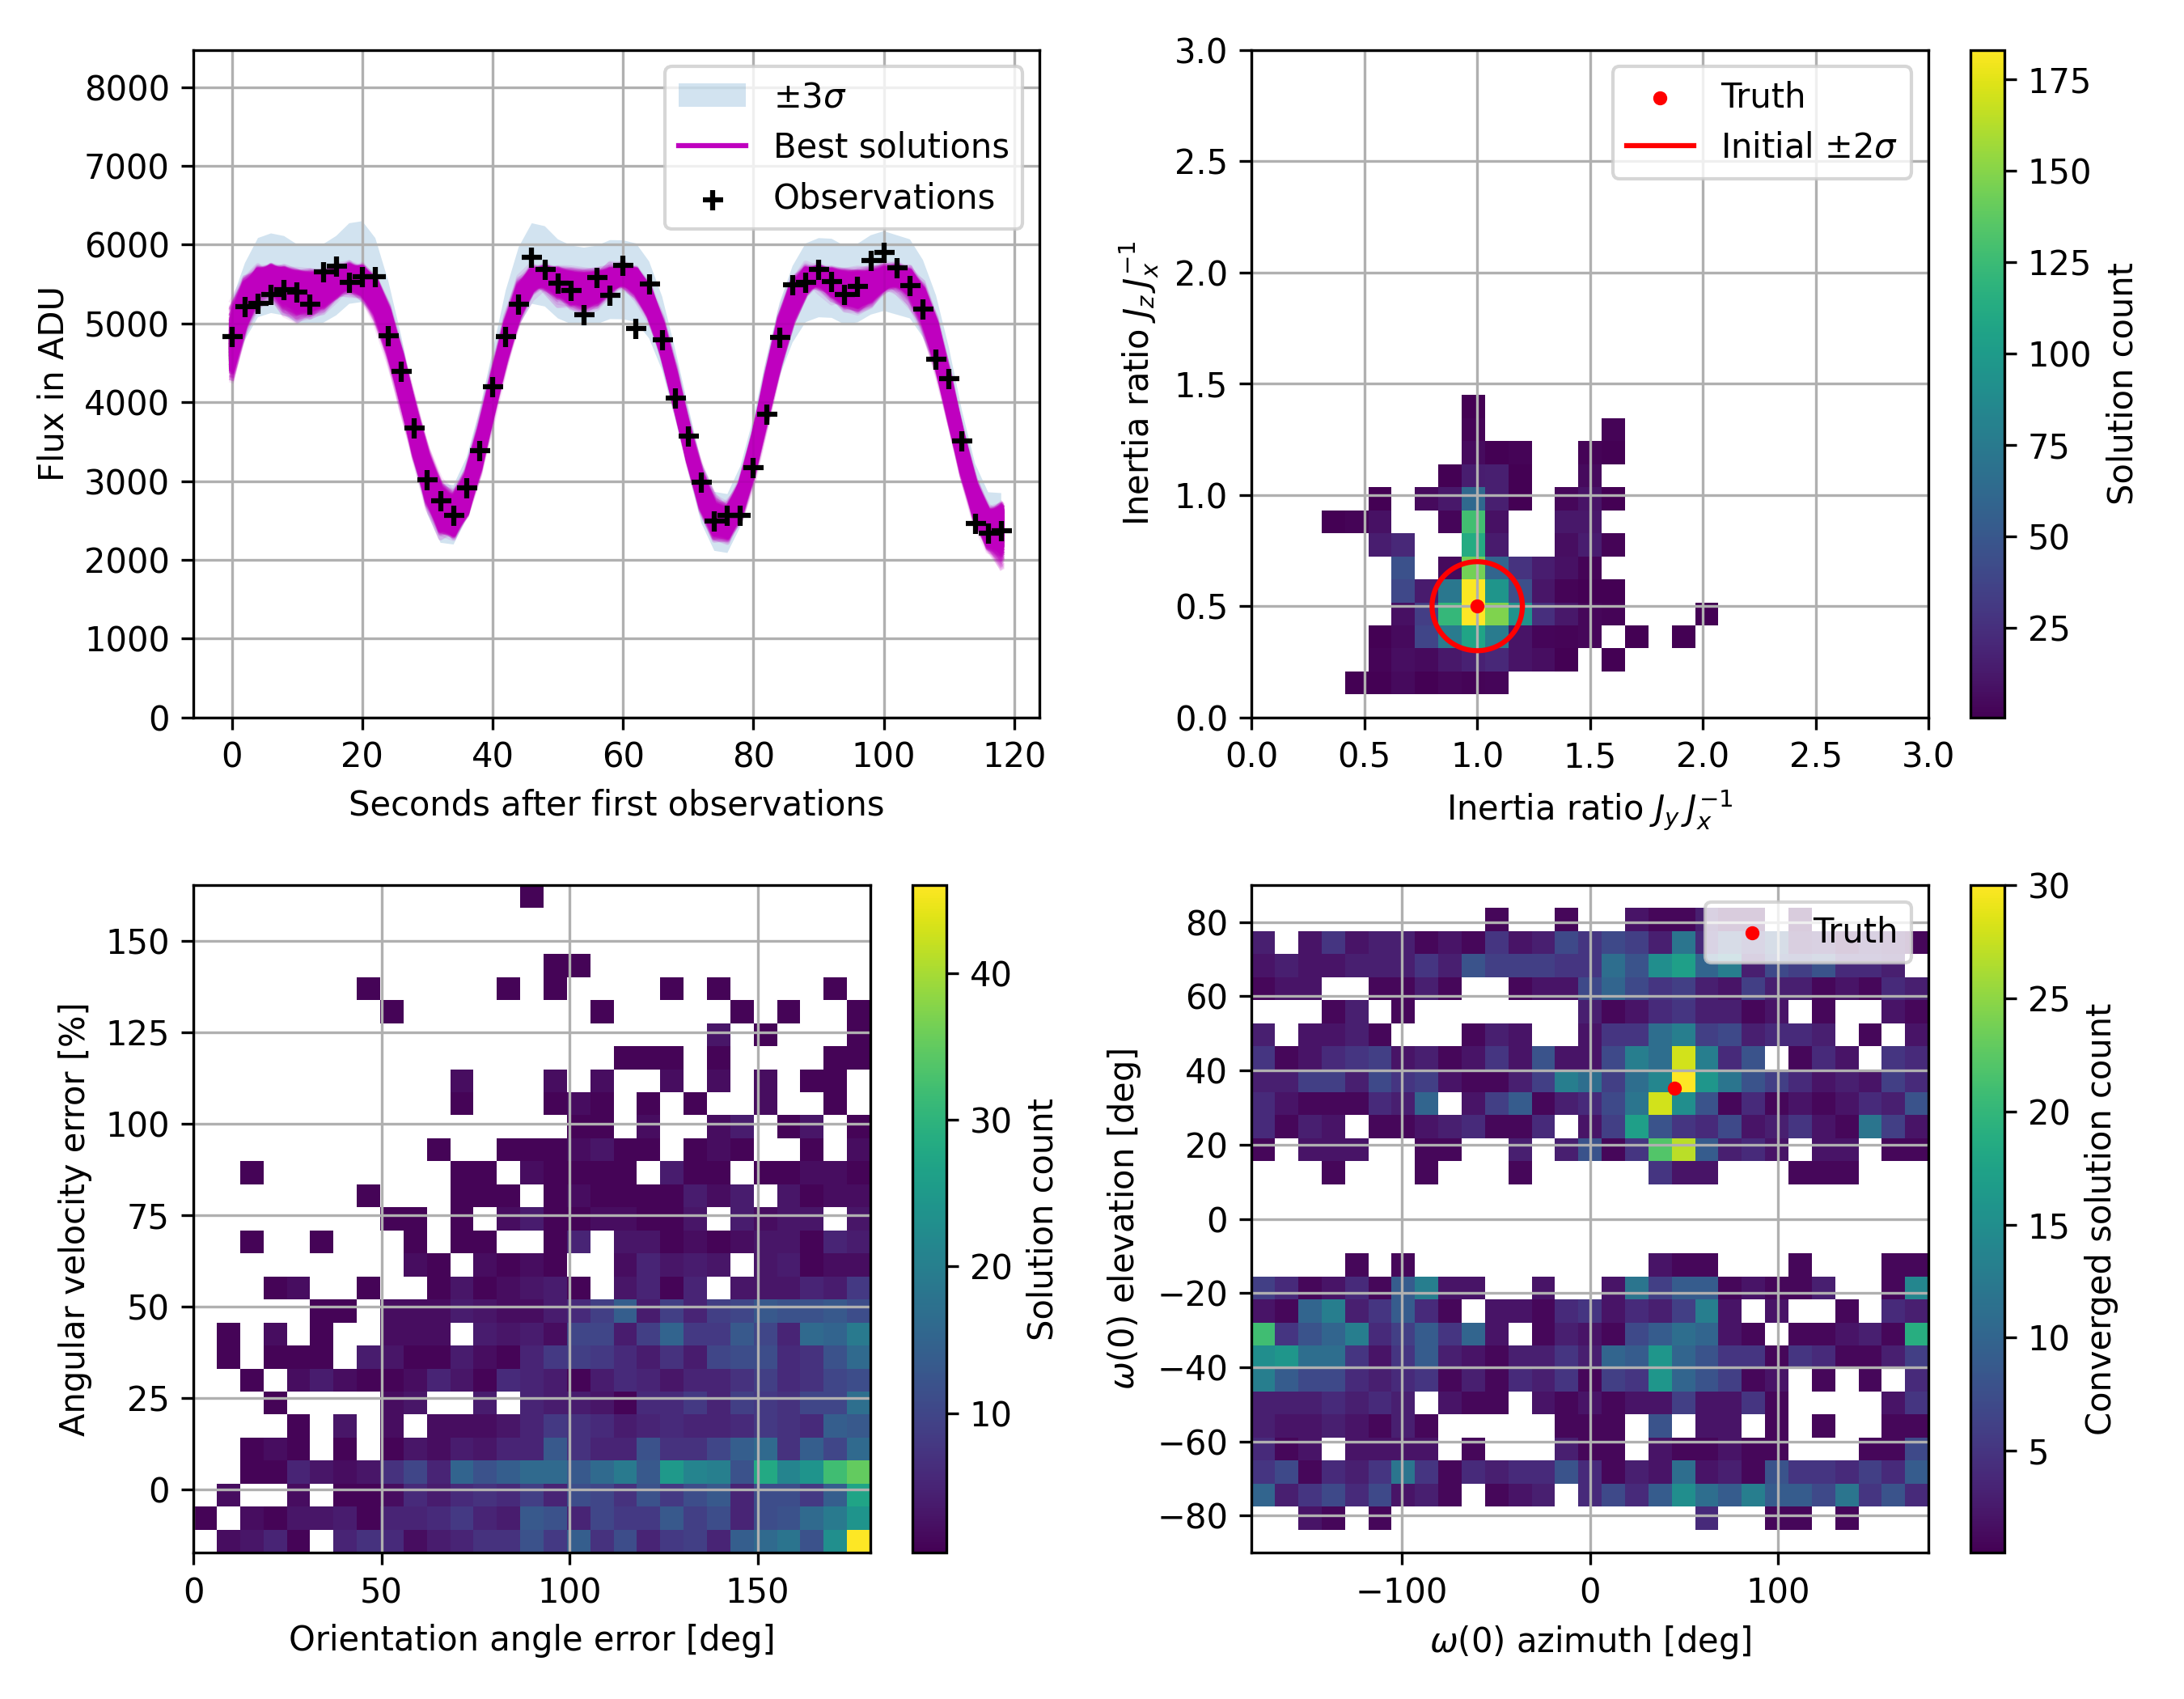 8000
7000
6000
5000
4000
3000
2000
1000
0
Flux in ADU
±3σ
Best solutions
Observations
0 20 40 60 80 100 120
Seconds after first observations
3.0
2.5
2.0
1.5
1.0
0.5
0.0
Inertia ratio J_z J_x^{-1}
Truth
Initial ±2σ
0.0 0.5 1.0 1.5 2.0 2.5 3.0
Inertia ratio J_y J_x^{-1}
175
150
125
100
75
50
25
Solution count
150
125
100
75
50
25
0
Angular velocity error [%]
0 50 100 150
Orientation angle error [deg]
40
30
20
10
Solution count
80
60
40
20
0
−20
−40
−60
−80
ω(0) elevation [deg]
Truth
−100 0 100
ω(0) azimuth [deg]
30
25
20
15
10
5
Converged solution count